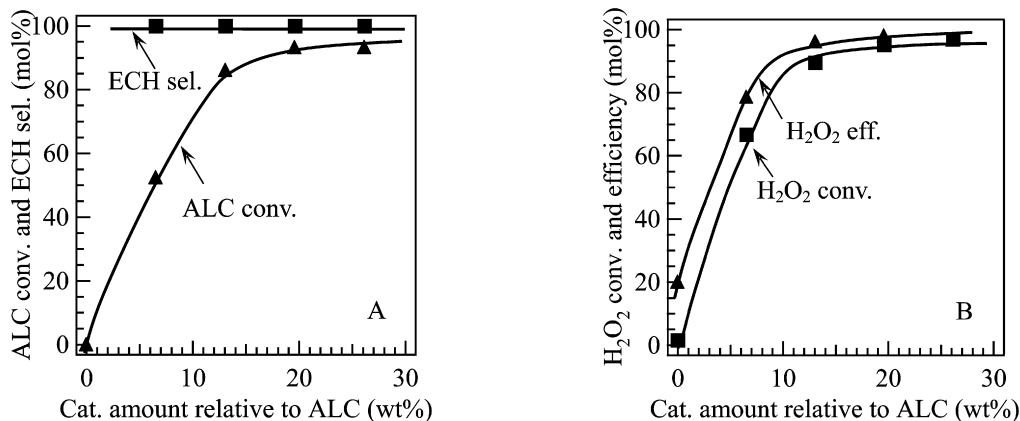 ALC conv. and ECH sel. (mol%)
100
80
60
40
20
0
ECH sel.
ALC conv.
A
0 10 20 30
Cat. amount relative to ALC (wt%)
H₂O₂ conv. and efficiency (mol%)
100
80
60
40
20
0
H₂O₂ eff.
H₂O₂ conv.
B
0 10 20 30
Cat. amount relative to ALC (wt%)